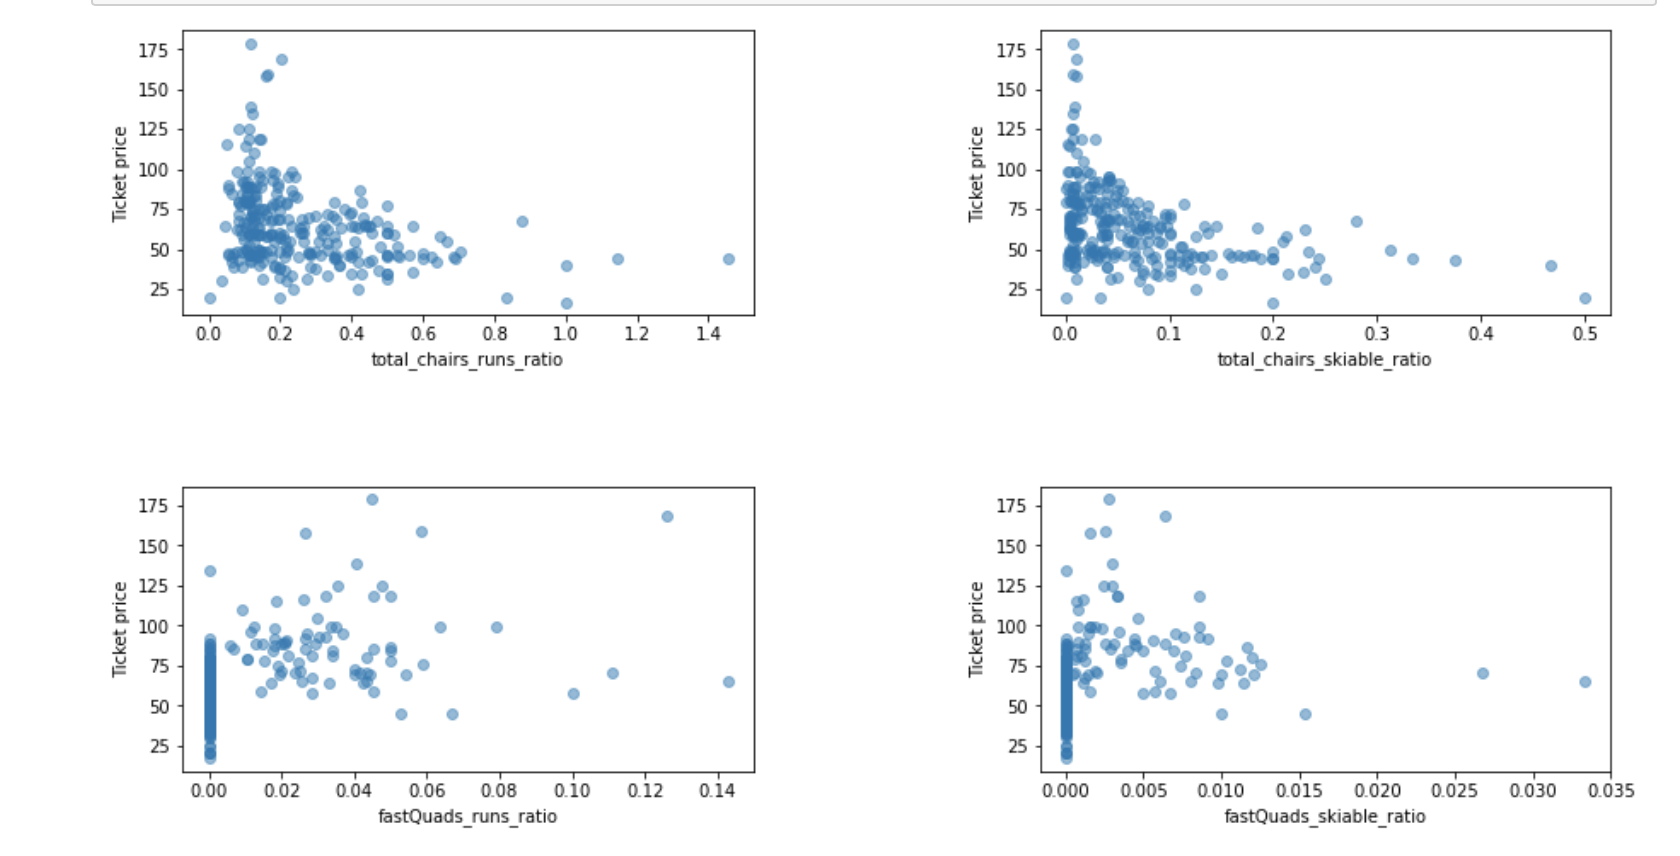 175
150
125
100
75
50
25
Ticket price
0.0 0.2 0.4 0.6 0.8 1.0 1.2 1.4
total_chairs_runs_ratio
175
150
125
100
75
50
25
Ticket price
0.0 0.1 0.2 0.3 0.4 0.5
total_chairs_skiable_ratio
175
150
125
100
75
50
25
Ticket price
0.00 0.02 0.04 0.06 0.08 0.10 0.12 0.14
fastQuads_runs_ratio
175
150
125
100
75
50
25
Ticket price
0.000 0.005 0.010 0.015 0.020 0.025 0.030 0.035
fastQuads_skiable_ratio